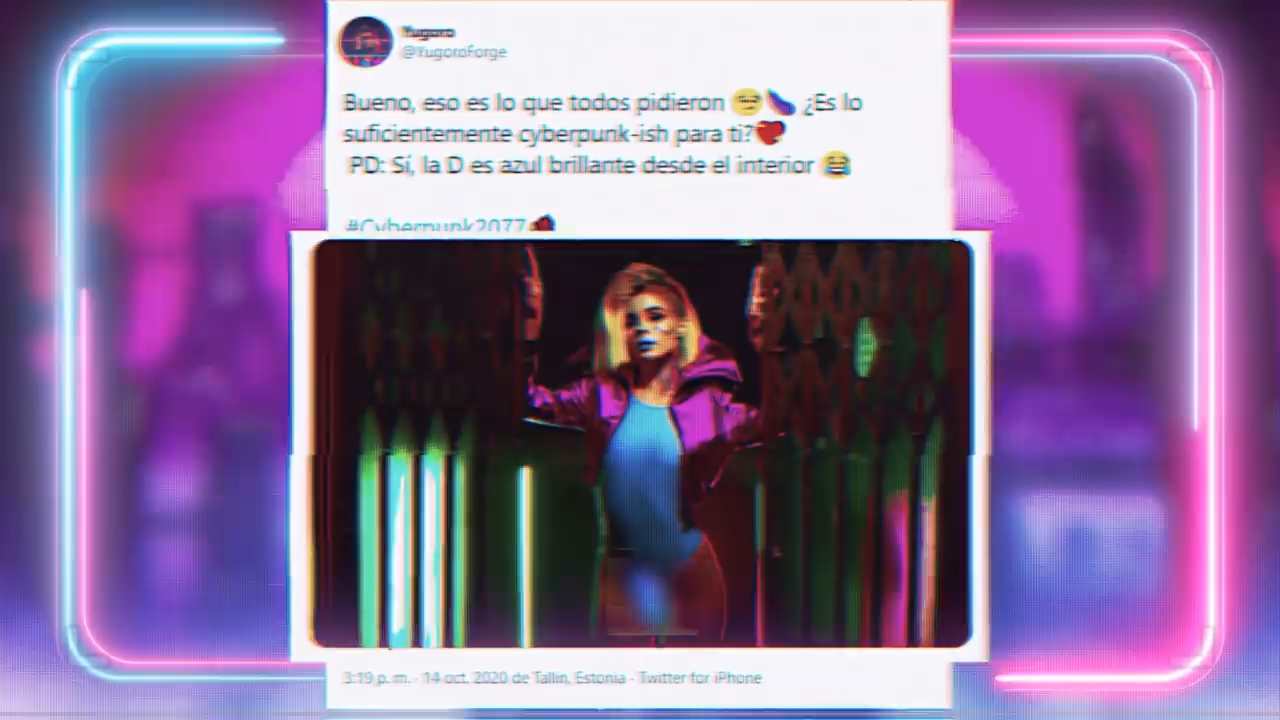 @YugoroForge
Bueno, eso es lo que todos pidieron 🥺🍆 ¿Es lo
suficientemente cyberpunk-ish para ti?❤️
PD: Sí, la D es azul brillante desde el interior 😂
#Cyberpunk2077
3:19 p. m. · 14 oct. 2020 de Tallin, Estonia · Twitter for iPhone